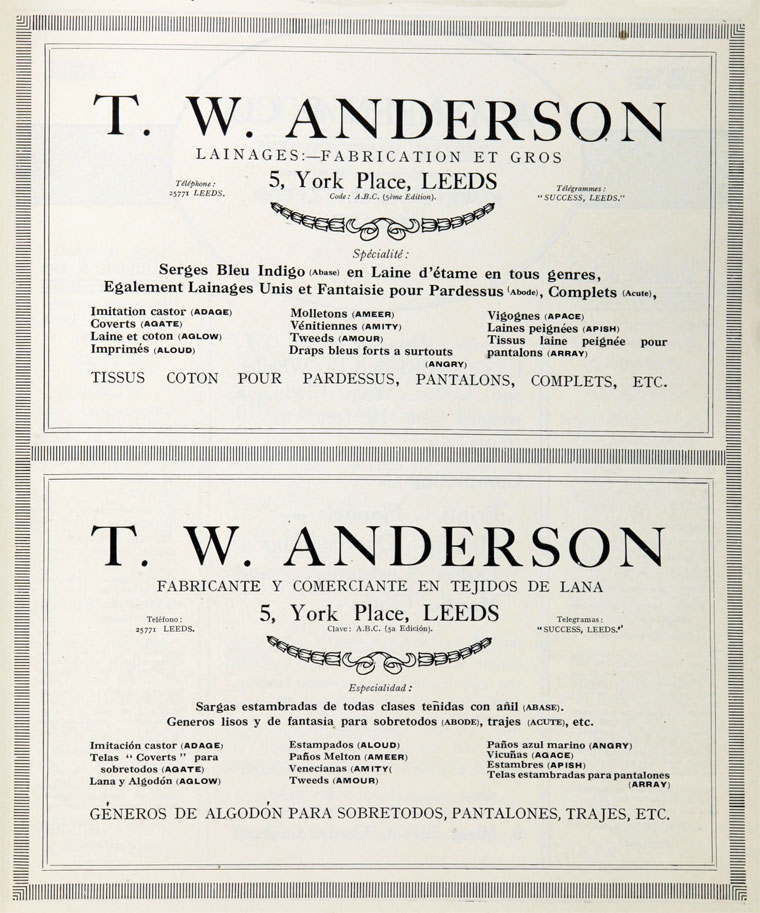 T. W. ANDERSON
LAINAGES:—FABRICATION ET GROS
5, York Place, LEEDS
Téléphone:
25771 LEEDS.
Code: A.B.C. (5ème Edition).
Télégrammes:
"SUCCESS, LEEDS."
Spécialité:
Serges Bleu Indigo (Abase) en Laine d'étame en tous genres,
Egalement Lainages Unis et Fantaisie pour Pardessus (Abode), Complets (Acute),
Imitation castor (ADAGE)
Coverts (AGATE)
Laine et coton (AGLOW)
Imprimés (ALOUD)
Molletons (AMEER)
Vénitiennes (AMITY)
Tweeds (AMOUR)
Draps bleus forts a surtouts
(ANGRY)
Vigognes (APACE)
Laines peignées (APISH)
Tissus laine peignée pour
pantalons (ARRAY)
TISSUS COTON POUR PARDESSUS, PANTALONS, COMPLETS, ETC.
T. W. ANDERSON
FABRICANTE Y COMERCIANTE EN TEJIDOS DE LANA
5, York Place, LEEDS
Teléfono:
25771 LEEDS.
Clave: A.B.C. (5a Edición).
Telegramas:
"SUCCESS, LEEDS."
Especialidad:
Sargas estambradas de todas clases teñidas con añil (ABASE).
Generos lisos y de fantasia para sobretodos (ABODE), trajes (ACUTE), etc.
Imitación castor (ADAGE)
Telas "Coverts" para
sobretodos (AGATE)
Lana y Algodón (AGLOW)
Estampados (ALOUD)
Paños Melton (AMEER)
Venecianas (AMITY(
Tweeds (AMOUR)
Paños azul marino (ANGRY)
Vicuñas (AGACE)
Estambres (APISH)
Telas estambradas para pantalones
(ARRAY)
GÉNEROS DE ALGODÓN PARA SOBRETODOS, PANTALONES, TRAJES, ETC.